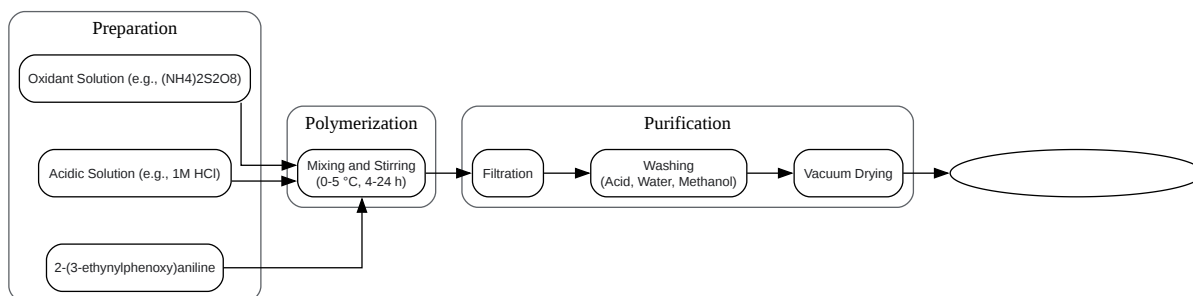 Preparation
Oxidant Solution (e.g., (NH4)2S2O8)
Acidic Solution (e.g., 1M HCl)
2-(3-ethynylphenoxy)aniline
Polymerization
Mixing and Stirring
(0-5 °C, 4-24 h)
Purification
Filtration
Washing
(Acid, Water, Methanol)
Vacuum Drying